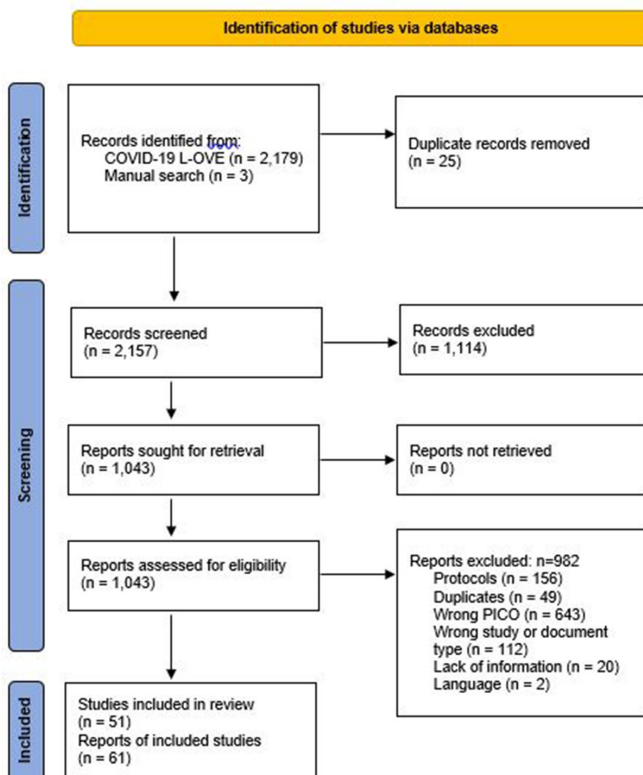 Identification of studies via databases
Identification
Records identified from:
COVID-19 L-OVE (n = 2,179)
Manual search (n = 3)
Duplicate records removed
(n = 25)
Screening
Records screened
(n = 2,157)
Records excluded
(n = 1,114)
Reports sought for retrieval
(n = 1,043)
Reports not retrieved
(n = 0)
Reports assessed for eligibility
(n = 1,043)
Reports excluded: n=982
Protocols (n = 156)
Duplicates (n = 49)
Wrong PICO (n = 643)
Wrong study or document
type (n = 112)
Lack of information (n = 20)
Language (n = 2)
Included
Studies included in review
(n = 51)
Reports of included studies
(n = 61)